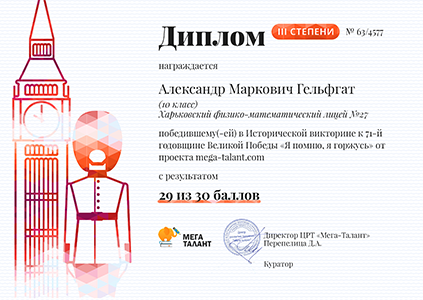 Диплом III СТЕПЕНИ № 63/4577
награждается
Александр Маркович Гельфгат
(10 класс)
Харьковский физико-математический лицей №27
победившему(-ей) в Исторической викторине к 71-й
годовщине Великой Победы «Я помню, я горжусь» от
проекта mega-talant.com
с результатом
29 из 30 баллов
МЕГА
ТАЛАНТ
Директор ЦРТ «Мега-Талант»
Перепелица Д.А.
Куратор